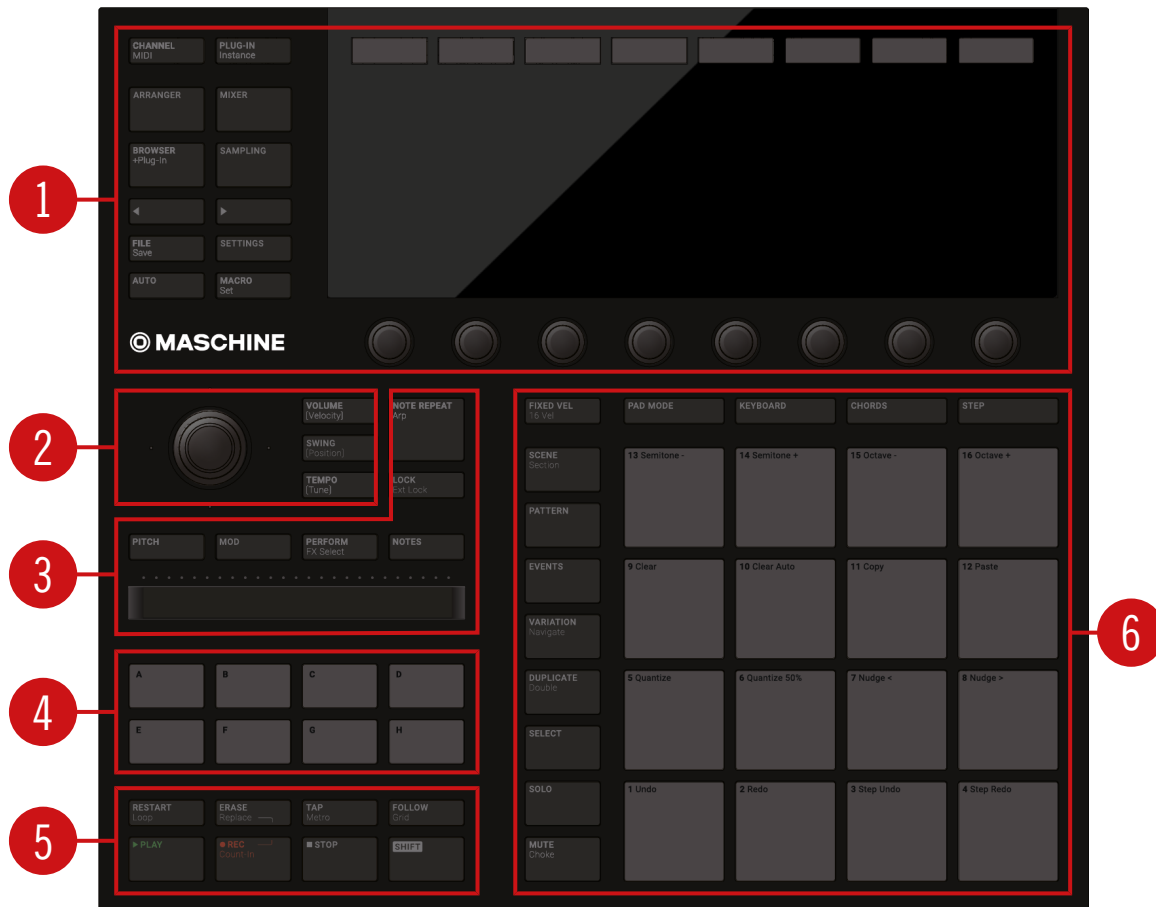 CHANNEL
MIDI
PLUG-IN
Instance
ARRANGER
MIXER
BROWSER
+Plug-In
SAMPLING
FILE
Save
SETTINGS
AUTO
MACRO
Set
MASCHINE
1
VOLUME
[Velocity]
SWING
[Position]
TEMPO
[Tune]
2
NOTE REPEAT
Arp
LOCK
Ext Lock
PITCH
MOD
PERFORM
FX Select
NOTES
3
A
B
C
D
E
F
G
H
4
RESTART
Loop
ERASE
Replace
TAP
Metro
FOLLOW
Grid
PLAY
REC
Count-In
STOP
SHIFT
5
FIXED VEL
16 Vel
PAD MODE
KEYBOARD
CHORDS
STEP
SCENE
Section
13 Semitone -
14 Semitone +
15 Octave -
16 Octave +
PATTERN
EVENTS
9 Clear
10 Clear Auto
11 Copy
12 Paste
VARIATION
Navigate
DUPLICATE
Double
5 Quantize
6 Quantize 50%
7 Nudge <
8 Nudge >
SELECT
SOLO
1 Undo
2 Redo
3 Step Undo
4 Step Redo
MUTE
Choke
6